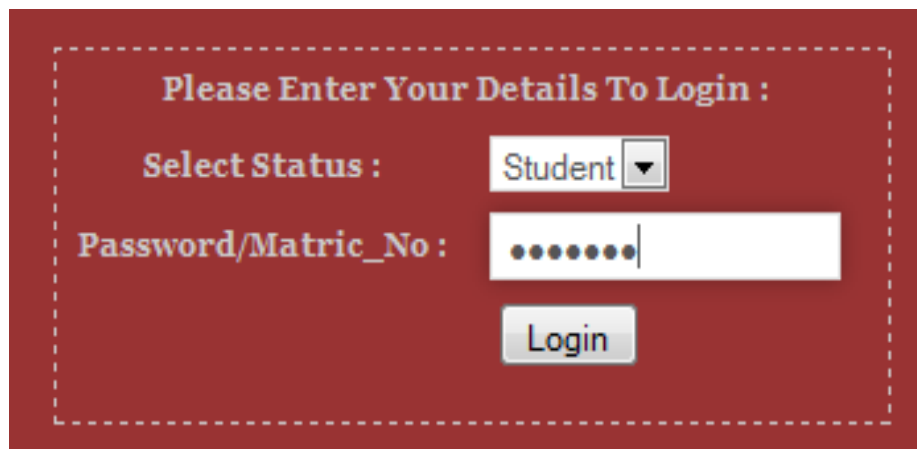 Please Enter Your Details To Login :
Select Status : Student
Password/Matric_No : •••••••
Login